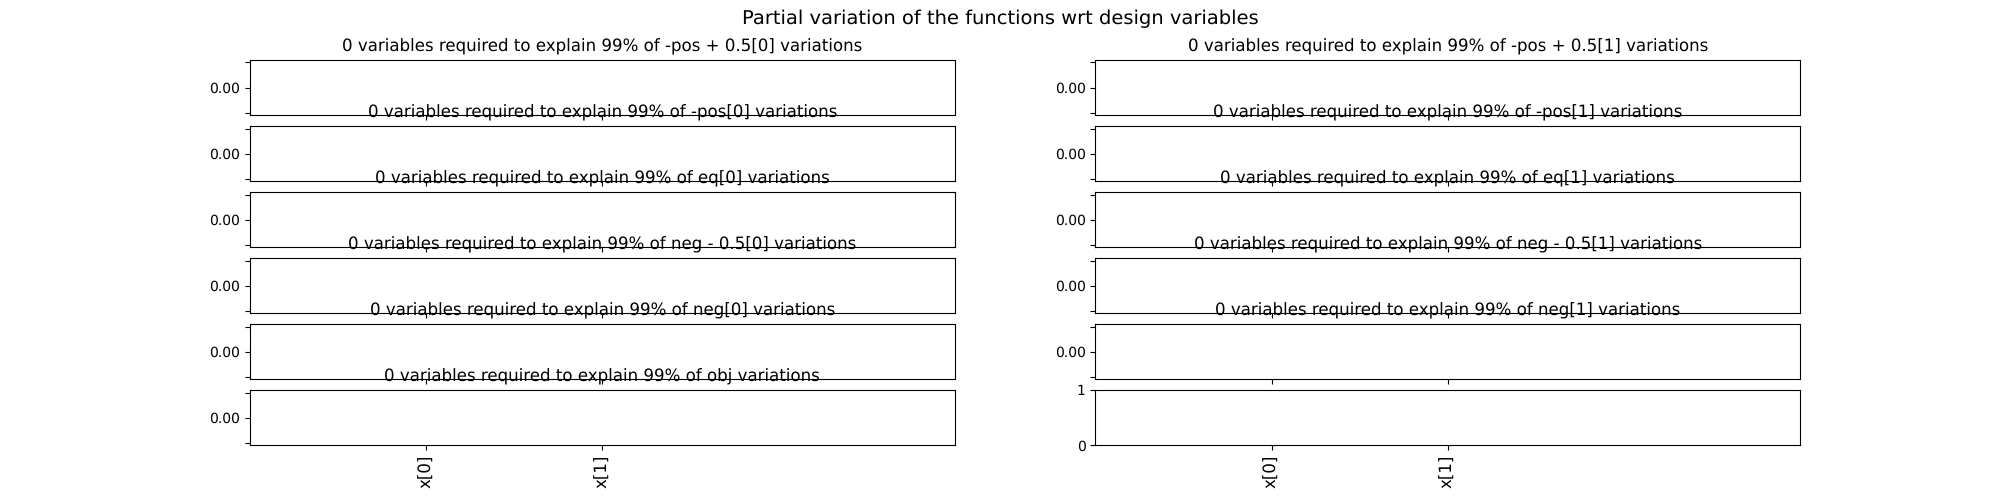 Partial variation of the functions wrt design variables
0 variables required to explain 99% of -pos + 0.5[0] variations
0 variables required to explain 99% of -pos + 0.5[1] variations
0.00
0.00
0 variables required to explain 99% of -pos[0] variations
0 variables required to explain 99% of -pos[1] variations
0.00
0.00
0 variables required to explain 99% of eq[0] variations
0 variables required to explain 99% of eq[1] variations
0.00
0.00
0 variables required to explain 99% of neg - 0.5[0] variations
0 variables required to explain 99% of neg - 0.5[1] variations
0.00
0.00
0 variables required to explain 99% of neg[0] variations
0 variables required to explain 99% of neg[1] variations
0.00
0.00
0 variables required to explain 99% of obj variations
1
0.00
0
x[0]
x[1]
x[0]
x[1]